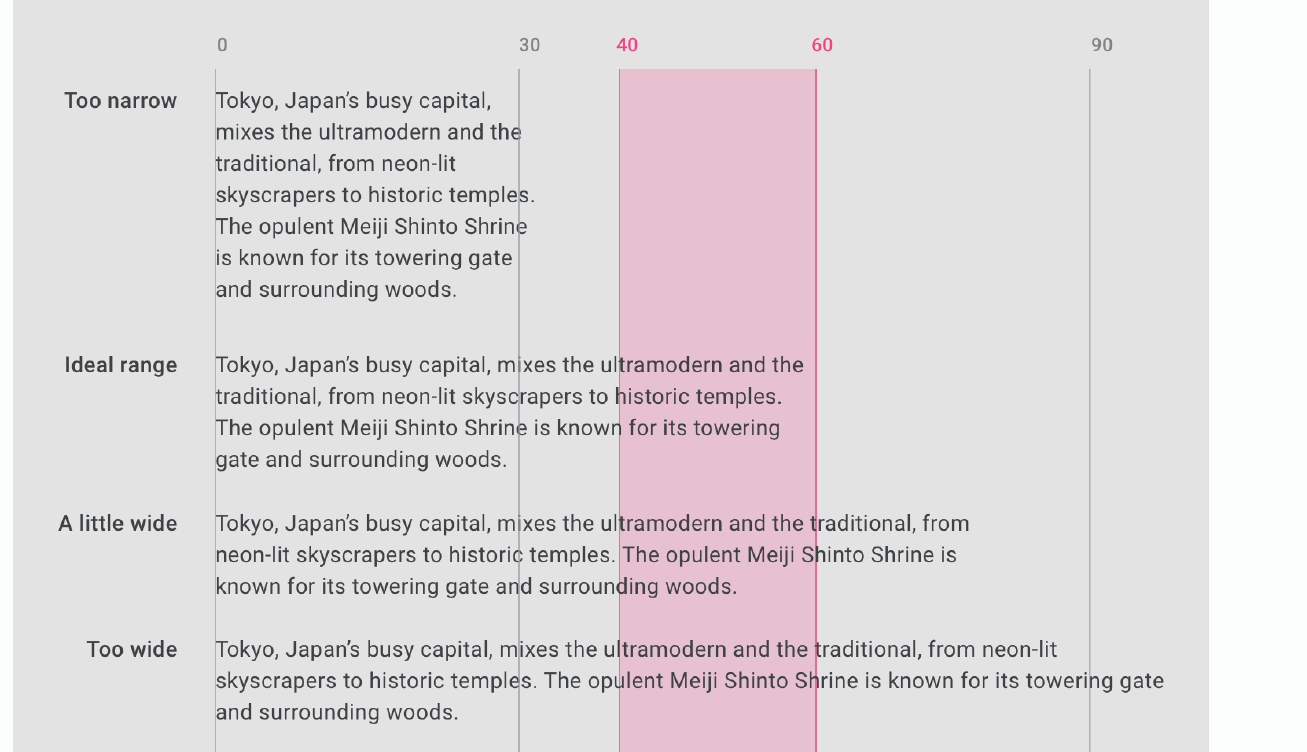 0 30 40 60 90
Too narrow Tokyo, Japan’s busy capital,
mixes the ultramodern and the
traditional, from neon-lit
skyscrapers to historic temples.
The opulent Meiji Shinto Shrine
is known for its towering gate
and surrounding woods.
Ideal range Tokyo, Japan’s busy capital, mixes the ultramodern and the
traditional, from neon-lit skyscrapers to historic temples.
The opulent Meiji Shinto Shrine is known for its towering
gate and surrounding woods.
A little wide Tokyo, Japan’s busy capital, mixes the ultramodern and the traditional, from
neon-lit skyscrapers to historic temples. The opulent Meiji Shinto Shrine is
known for its towering gate and surrounding woods.
Too wide Tokyo, Japan’s busy capital, mixes the ultramodern and the traditional, from neon-lit
skyscrapers to historic temples. The opulent Meiji Shinto Shrine is known for its towering gate
and surrounding woods.